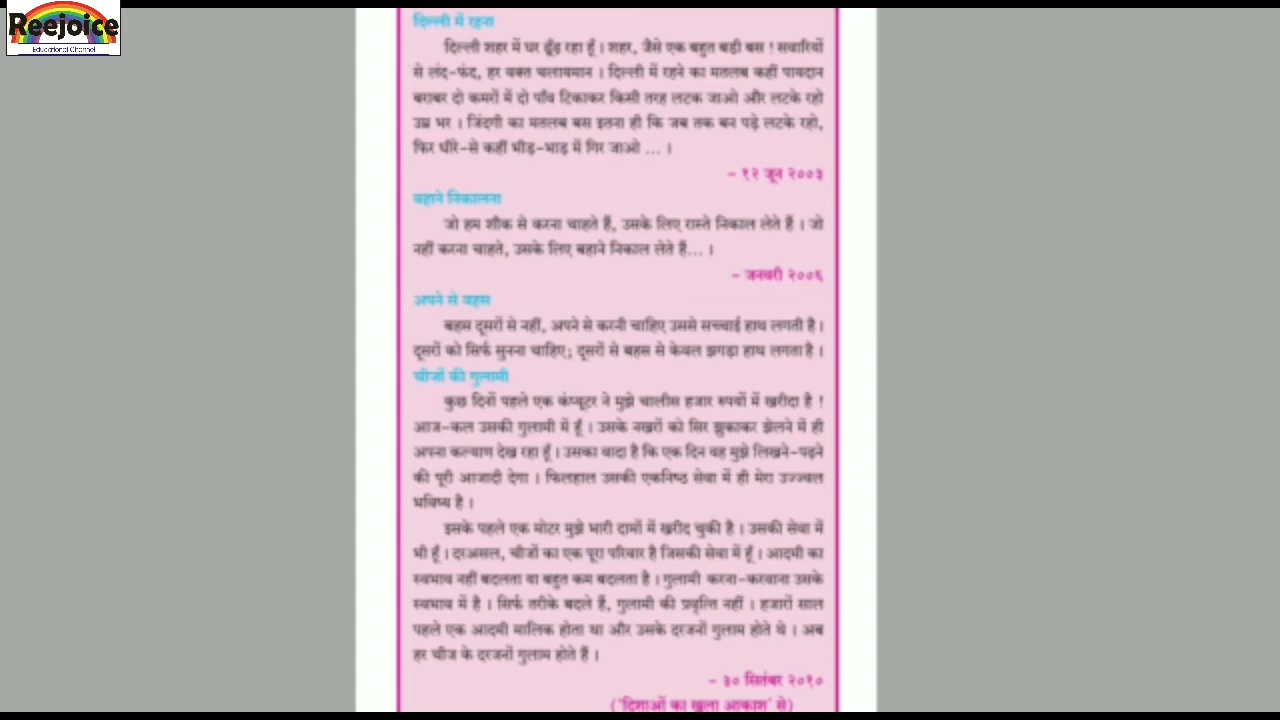 Reejoice
Educational Channel
दिल्ली में रहना
दिल्ली शहर में घर ढूँढ़ रहा हूँ । शहर, जैसे एक बहुत बड़ी बस ! सवारियों
से लंद-फंद, हर वक्त चलायमान । दिल्ली में रहने का मतलब कहीं पायदान
बराबर दो कमरों में दो पाँव टिकाकर किसी तरह लटक जाओ और लटके रहो
उम्र भर । जिंदगी का मतलब बस इतना ही कि जब तक बन पड़े लटके रहो,
फिर धीरे-से कहीं भीड़-भाड़ में गिर जाओ ... ।
- १२ जून २००३
बहाने निकालना
जो हम शौक से करना चाहते हैं, उसके लिए रास्ते निकाल लेते हैं । जो
नहीं करना चाहते, उसके लिए बहाने निकाल लेते हैं... ।
- जनवरी २००६
अपने से बहस
बहस दूसरों से नहीं, अपने से करनी चाहिए उससे सच्चाई हाथ लगती है ।
दूसरों को सिर्फ सुनना चाहिए; दूसरों से बहस से केवल झगड़ा हाथ लगता है ।
चीजों की गुलामी
कुछ दिनों पहले एक कंप्यूटर ने मुझे चालीस हजार रुपयों में खरीदा है !
आज-कल उसकी गुलामी में हूँ । उसके नखरों को सिर झुकाकर झेलने में ही
अपना कल्याण देख रहा हूँ । उसका वादा है कि एक दिन वह मुझे लिखने-पढ़ने
की पूरी आजादी देगा । फिलहाल उसकी एकनिष्ठ सेवा में ही मेरा उज्ज्वल
भविष्य है ।
इसके पहले एक मोटर मुझे भारी दामों में खरीद चुकी है । उसकी सेवा में
भी हूँ । दरअसल, चीजों का एक पूरा परिवार है जिसकी सेवा में हूँ । आदमी का
स्वभाव नहीं बदलता या बहुत कम बदलता है । गुलामी करना-करवाना उसके
स्वभाव में है । सिर्फ तरीके बदले हैं, गुलामी की प्रवृत्ति नहीं । हजारों साल
पहले एक आदमी मालिक होता था और उसके दरजनों गुलाम होते थे । अब
हर चीज के दरजनों गुलाम होते हैं ।
- ३० सितंबर २०१०
('दिशाओं का खुला आकाश' से)